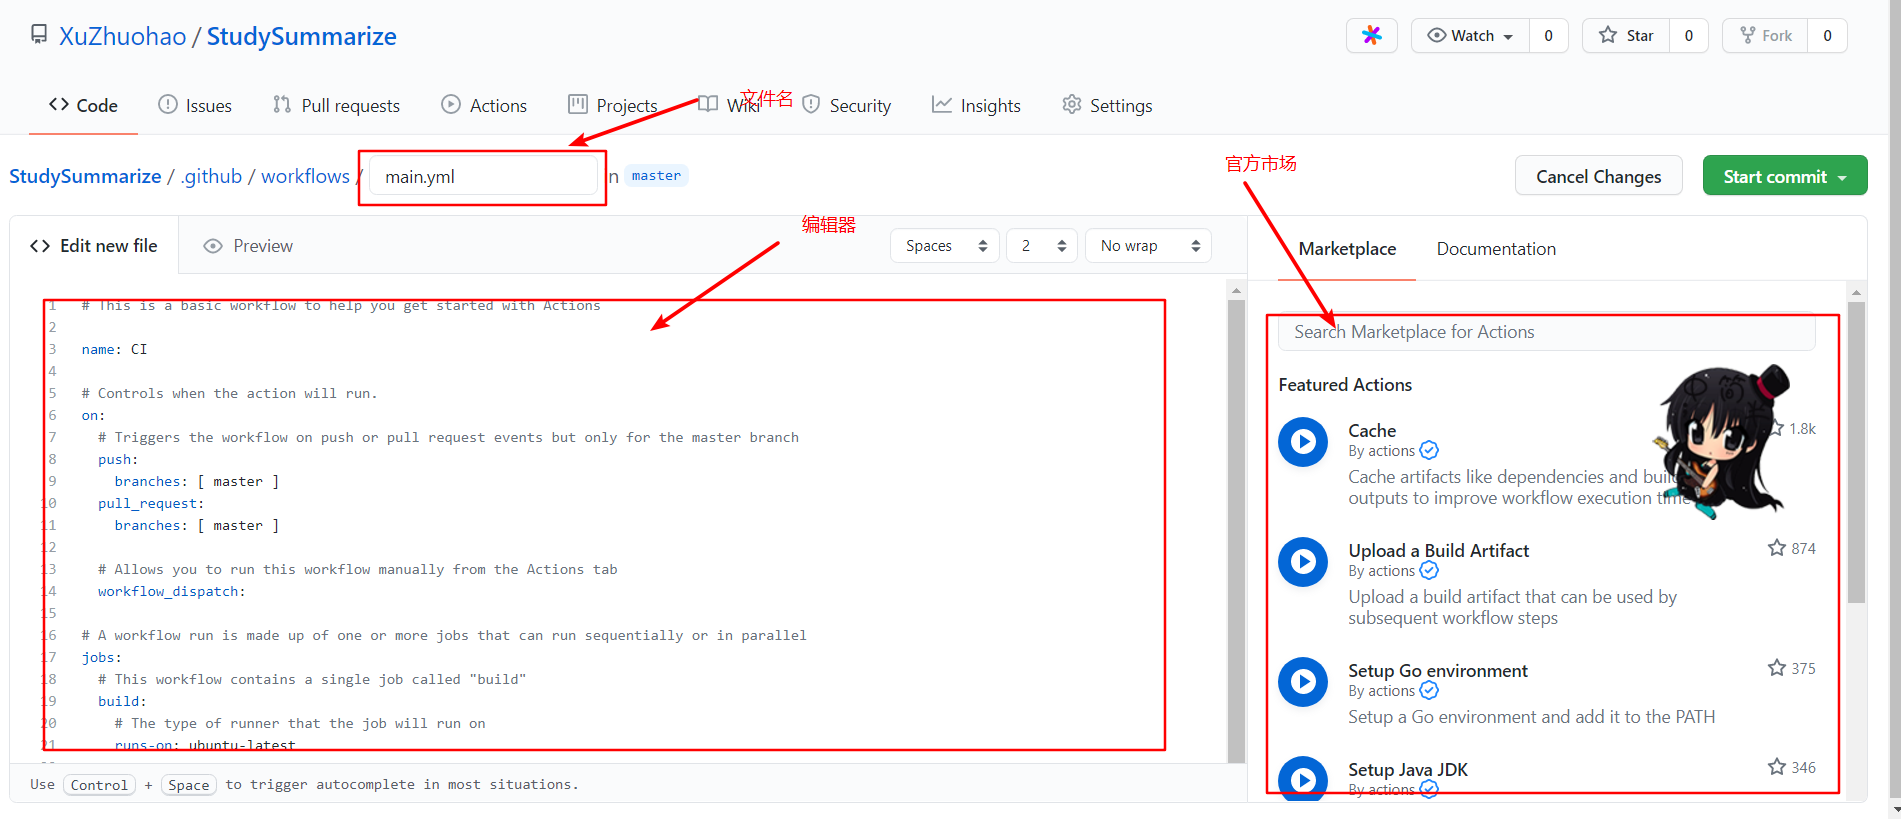 XuZhuohao / StudySummarize
Watch 0 Star 0 Fork 0
Code Issues Pull requests Actions Projects Wiki Security Insights Settings
文件名
官方市场
StudySummarize / .github / workflows / main.yml in master
Cancel Changes Start commit
编辑器
Edit new file Preview Spaces 2 No wrap
Marketplace Documentation
1 # This is a basic workflow to help you get started with Actions
2
3 name: CI
4
5 # Controls when the action will run.
6 on:
7 # Triggers the workflow on push or pull request events but only for the master branch
8 push:
9 branches: [ master ]
10 pull_request:
11 branches: [ master ]
12
13 # Allows you to run this workflow manually from the Actions tab
14 workflow_dispatch:
15
16 # A workflow run is made up of one or more jobs that can run sequentially or in parallel
17 jobs:
18 # This workflow contains a single job called "build"
19 build:
20 # The type of runner that the job will run on
21 runs-on: ubuntu-latest
Use Control + Space to trigger autocomplete in most situations.
Search Marketplace for Actions
Featured Actions
Cache 1.8k
By actions
Cache artifacts like dependencies and build
outputs to improve workflow execution time
Upload a Build Artifact 874
By actions
Upload a build artifact that can be used by
subsequent workflow steps
Setup Go environment 375
By actions
Setup a Go environment and add it to the PATH
Setup Java JDK 346
By actions